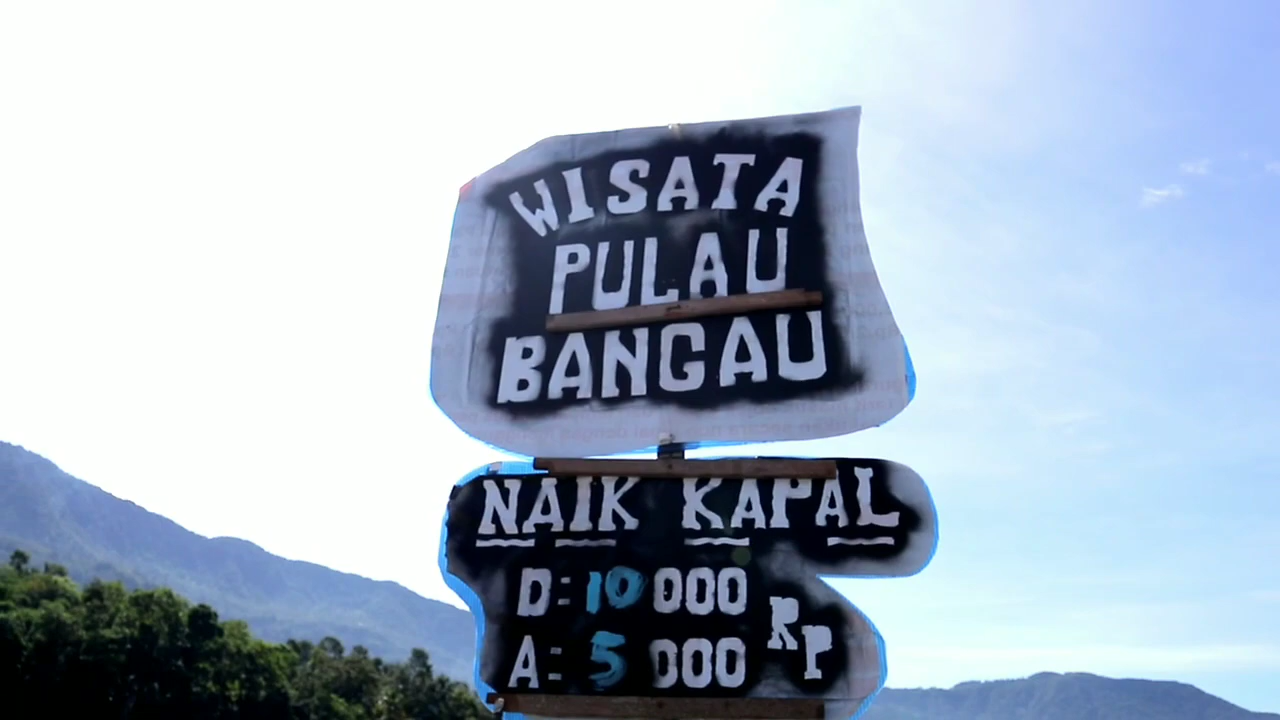 WISATA
PULAU
BANGAU
NAIK KAPAL
D: 10 000
A: 5 000
RP